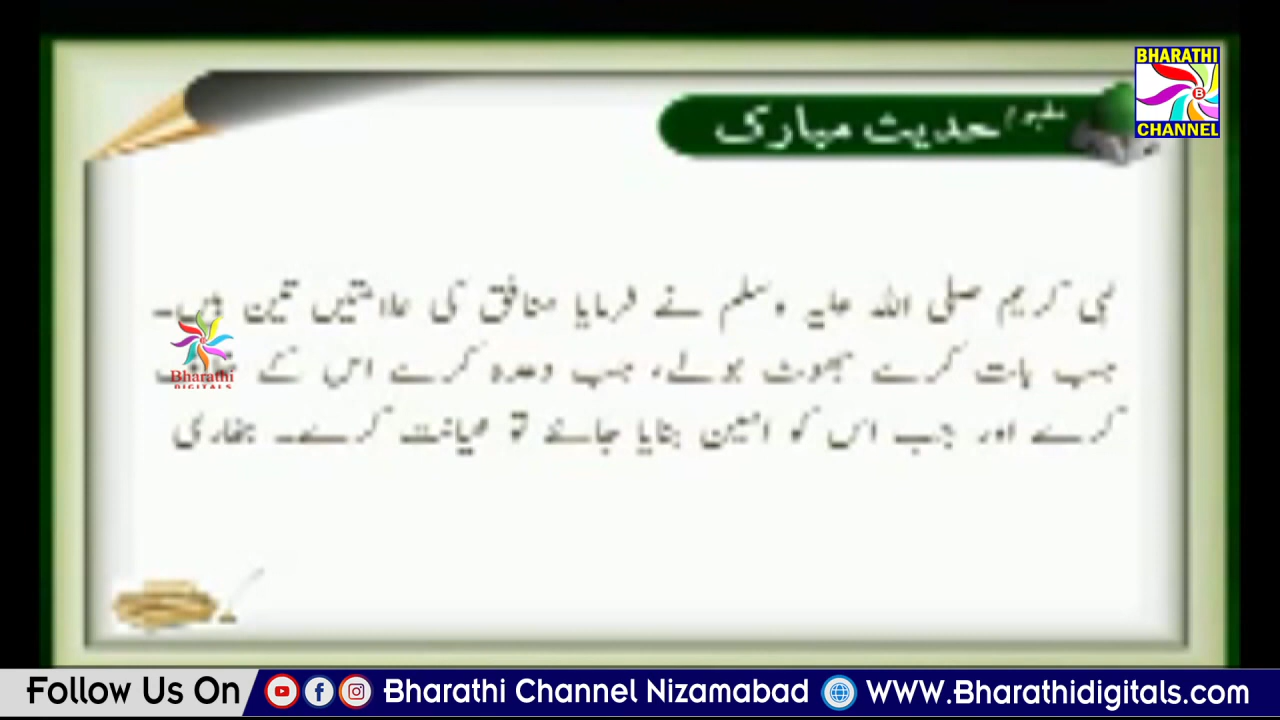 BHARATHI
B
CHANNEL
حدیث مبارک
نبی کریم صلی اللہ علیہ وسلم نے فرمایا منافق کی علامتیں تین ہیں۔
جب بات کرے جھوٹ بولے، جب وعدہ کرے اس کے
کرے اور جب اس کو امین بنایا جائے تو خیانت کرے۔ بخاری
Bharathi
DIGITALS
Follow Us On Bharathi Channel Nizamabad WWW.Bharathidigitals.com